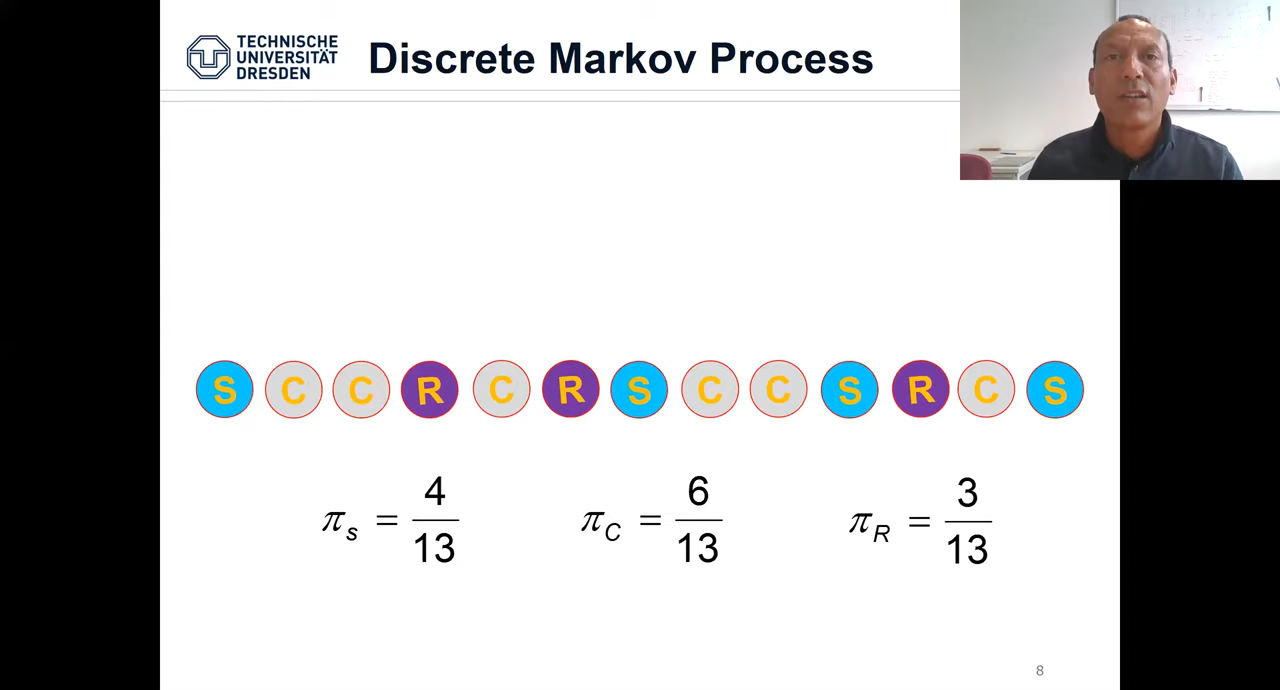 TECHNISCHE
UNIVERSITÄT
DRESDEN
Discrete Markov Process
S C C R C R S C C S R C S
π_s = 4/13 π_C = 6/13 π_R = 3/13
8